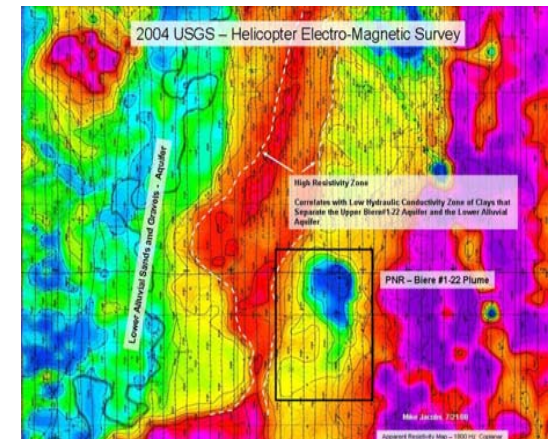 2004 USGS – Helicopter Electro-Magnetic Survey
High Resistivity Zone
Correlates with Low Hydraulic Conductivity Zone of Clays that
Separate the Upper Biere#1-22 Aquifer and the Lower Alluvial
Aquifer
Lower Alluvial Sands and Gravels - Aquifer
PNR – Biere #1-22 Plume
Mike Jacobs,
Apparent Resistivity Map – 1800 Hz Coplanar